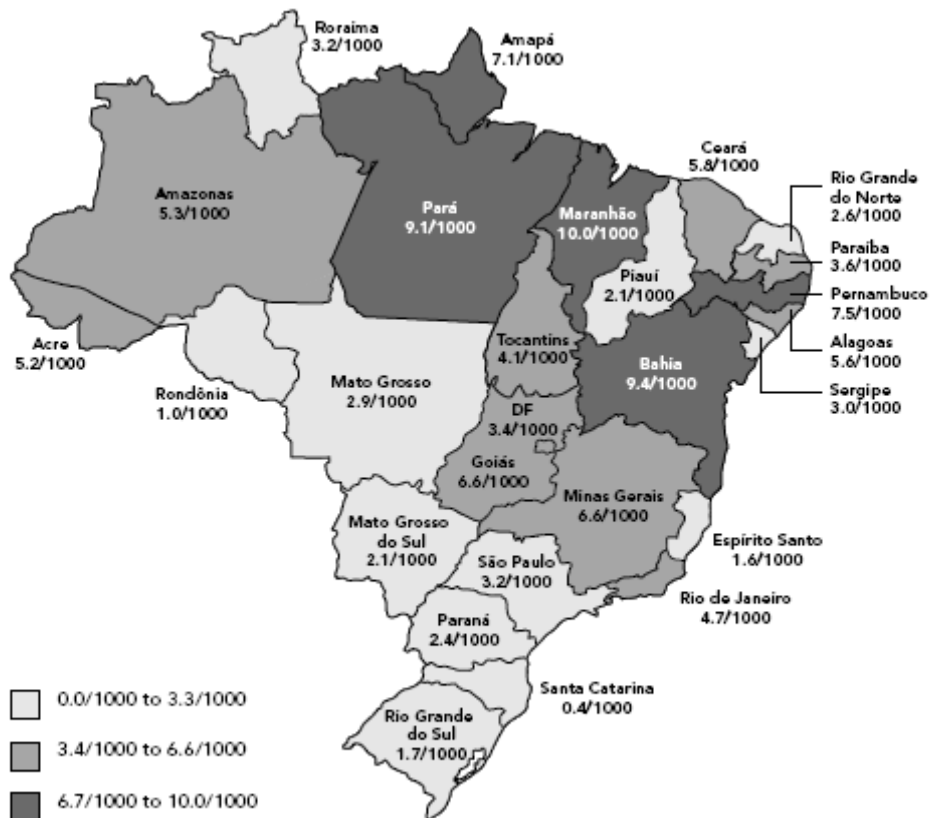 Roraima
3.2/1000
Amapá
7.1/1000
Ceará
5.8/1000
Rio Grande
do Norte
2.6/1000
Amazonas
5.3/1000
Pará
9.1/1000
Maranhão
10.0/1000
Paraíba
3.6/1000
Piauí
2.1/1000
Pernambuco
7.5/1000
Acre
5.2/1000
Tocantins
4.1/1000
Alagoas
5.6/1000
Rondônia
1.0/1000
Mato Grosso
2.9/1000
Bahia
9.4/1000
Sergipe
3.0/1000
DF
3.4/1000
Goiás
6.6/1000
Minas Gerais
6.6/1000
Mato Grosso
do Sul
2.1/1000
São Paulo
3.2/1000
Espírito Santo
1.6/1000
Rio de Janeiro
4.7/1000
Paraná
2.4/1000
Santa Catarina
0.4/1000
Rio Grande
do Sul
1.7/1000
0.0/1000 to 3.3/1000
3.4/1000 to 6.6/1000
6.7/1000 to 10.0/1000